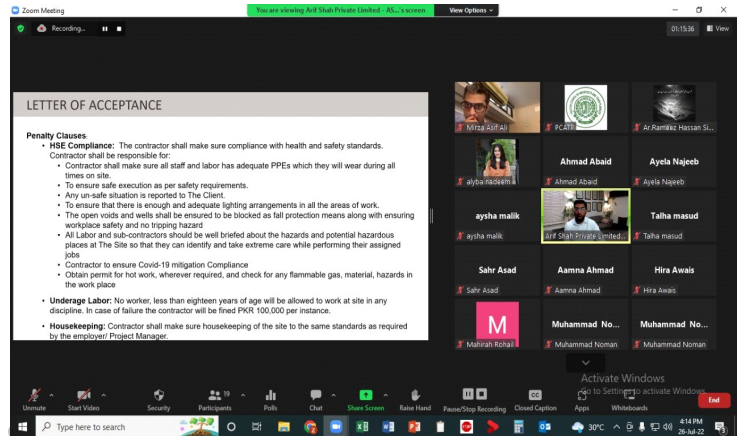 Zoom Meeting
You are viewing Arif Shah Private Limited - AS...'s screen
View Options
Recording...
01:15:36
View
LETTER OF ACCEPTANCE
Penalty Clauses:
• HSE Compliance: The contractor shall make sure compliance with health and safety standards.
Contractor shall be responsible for:
• Contractor shall make sure all staff and labor has adequate PPEs which they will wear during all
times on site.
• To ensure safe execution as per safety requirements.
• Any un-safe situation is reported to The Client.
• To ensure that there is enough and adequate lighting arrangements in all the areas of work.
• The open voids and wells shall be ensured to be blocked as fall protection means along with ensuring
workplace safety and no tripping hazard
• All Labor and sub-contractors should be well briefed about the hazards and potential hazardous
places at The Site so that they can identify and take extreme care while performing their assigned
jobs
• Contractor to ensure Covid-19 mitigation Compliance
• Obtain permit for hot work, wherever required, and check for any flammable gas, material, hazards in
the work place
• Underage Labor: No worker, less than eighteen years of age will be allowed to work at site in any
discipline. In case of failure the contractor will be fined PKR 100,000 per instance.
• Housekeeping: Contractor shall make sure housekeeping of the site to the same standards as required
by the employer/ Project Manager.
Mirza Asif Ali
PCATP
Ar.Rameez Hassan Si...
alyba nadeem
Ahmad Abaid
Ahmad Abaid
Ayela Najeeb
Ayela Najeeb
aysha malik
aysha malik
Arif Shah Private Limited...
Talha masud
Talha masud
Sahr Asad
Sahr Asad
Aamna Ahmad
Aamna Ahmad
Hira Awais
Hira Awais
M
Mahirah Rohail
Muhammad No...
Muhammad Noman
Muhammad No...
Muhammad Noman
Activate Windows
Go to Settings to activate Windows.
Unmute
Start Video
Security
19
Participants
Polls
Chat
Share Screen
Raise Hand
Pause/Stop Recording
CC
Closed Caption
Apps
Whiteboards
End
Type here to search
30°C
4:14 PM
26-Jul-22